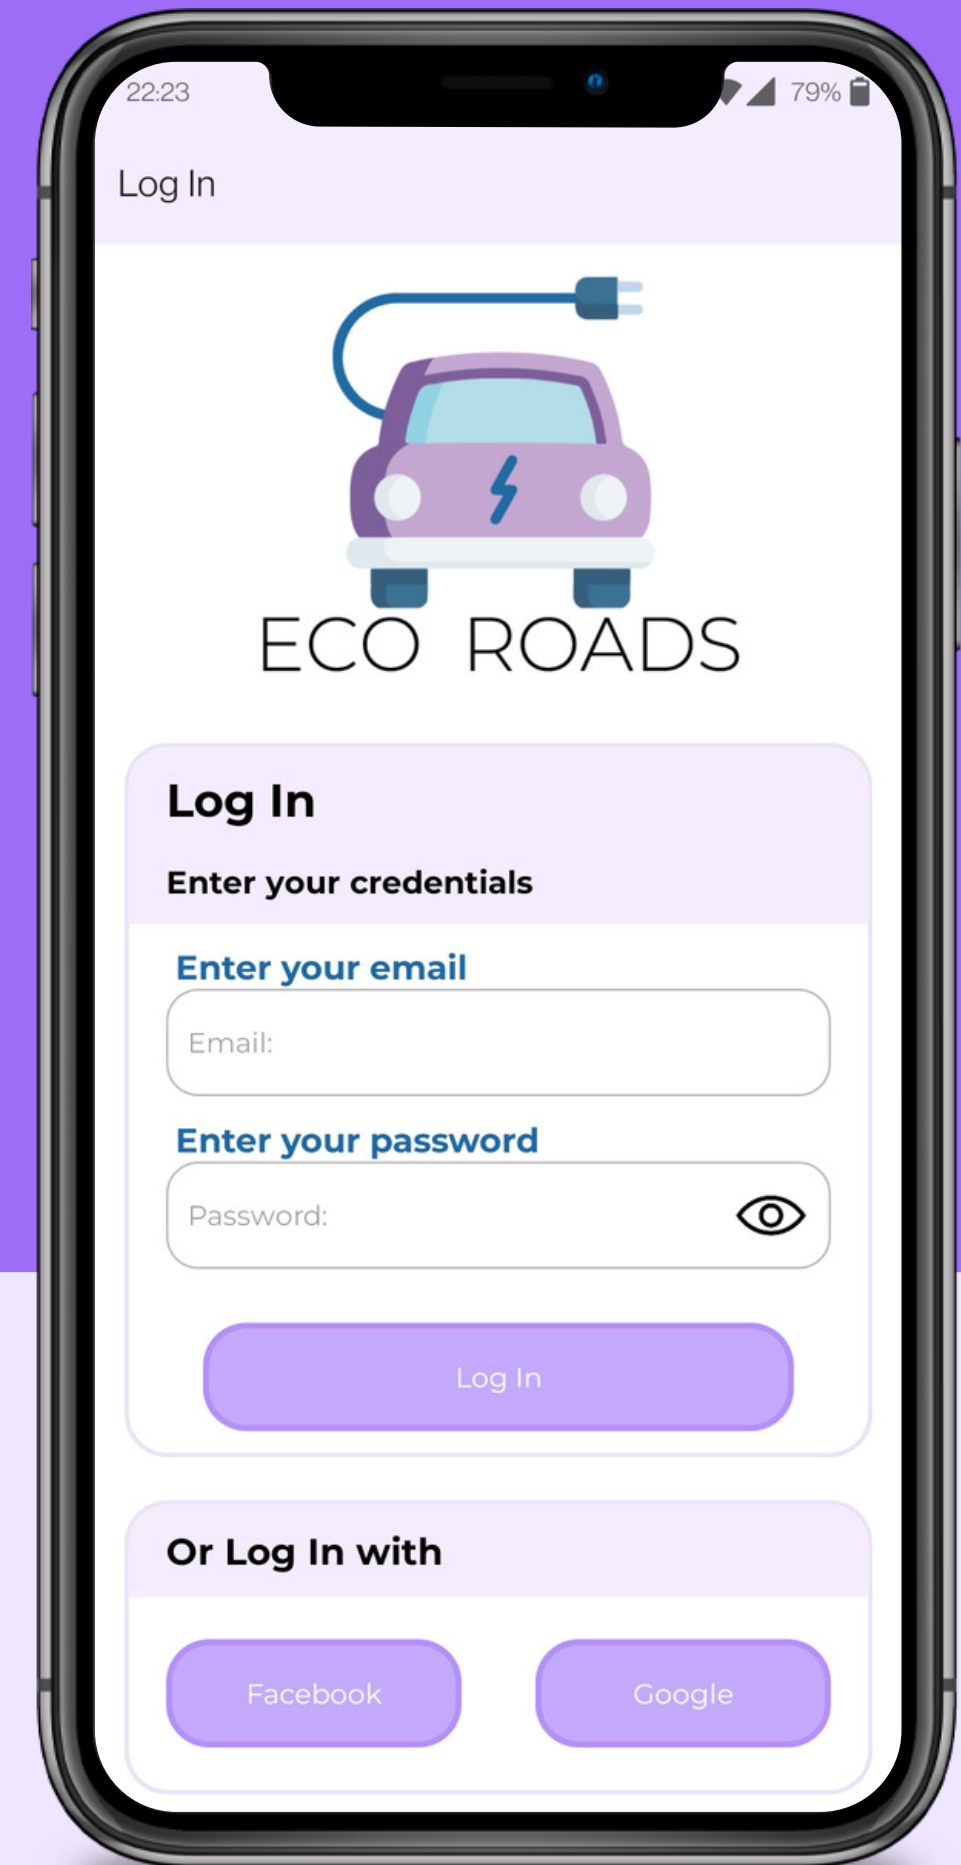 22:23
79%
Log In
ECO ROADS
Log In
Enter your credentials
Enter your email
Email:
Enter your password
Password:
Log In
Or Log In with
Facebook
Google